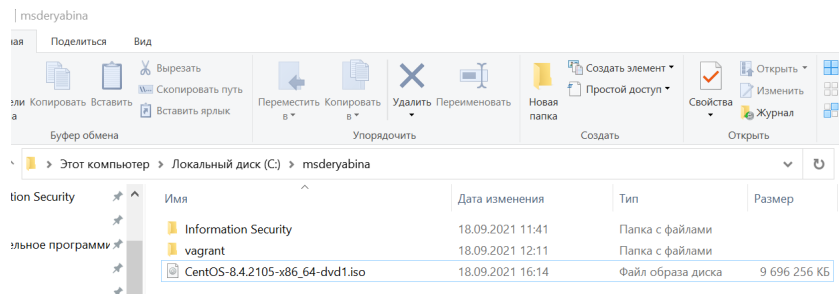 msderyabina
ная Поделиться Вид
Вырезать
Скопировать путь
Вставить ярлык
ели Копировать Вставить
а
Буфер обмена
Переместить Копировать Удалить Переименовать
в в
Упорядочить
Новая
папка
Создать элемент
Простой доступ
Создать
Свойства
Открыть
Изменить
Журнал
Открыть
Этот компьютер > Локальный диск (C:) > msderyabina
tion Security
ельное программи
Имя Дата изменения Тип Размер
Information Security 18.09.2021 11:41 Папка с файлами
vagrant 18.09.2021 12:11 Папка с файлами
CentOS-8.4.2105-x86_64-dvd1.iso 18.09.2021 16:14 Файл образа диска 9 696 256 КБ